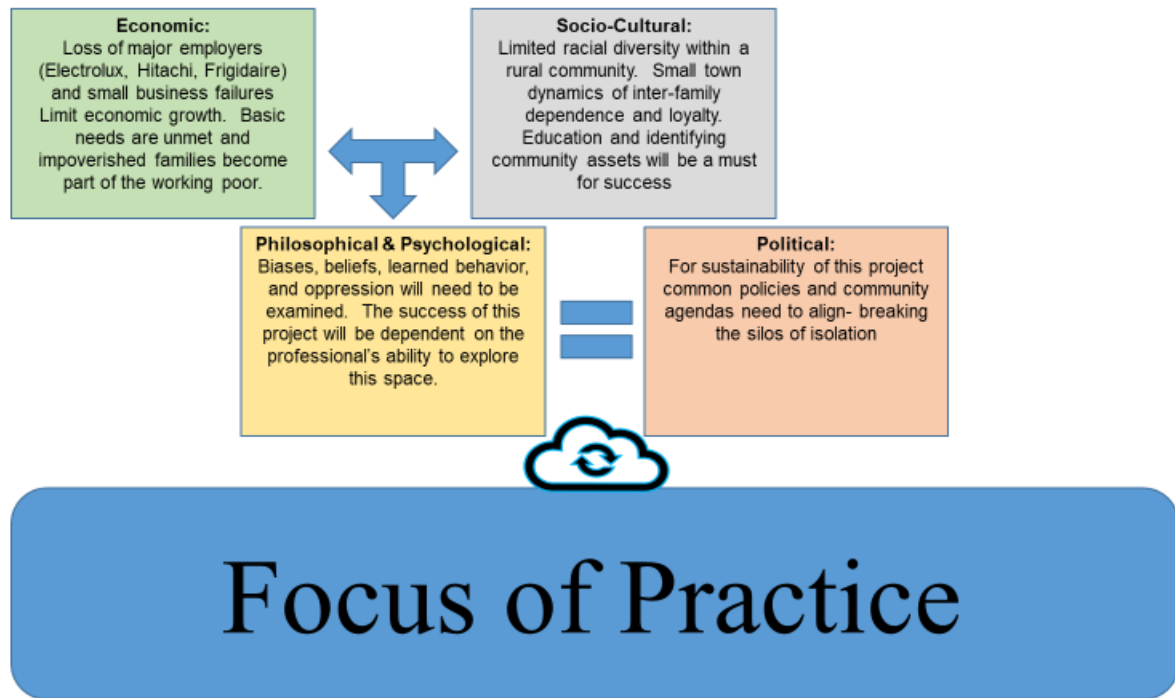 Economic:
Loss of major employers
(Electrolux, Hitachi, Frigidaire)
and small business failures
Limit economic growth. Basic
needs are unmet and
impoverished families become
part of the working poor.
Socio-Cultural:
Limited racial diversity within a
rural community. Small town
dynamics of inter-family
dependence and loyalty.
Education and identifying
community assets will be a must
for success
Philosophical & Psychological:
Biases, beliefs, learned behavior,
and oppression will need to be
examined. The success of this
project will be dependent on the
professional's ability to explore
this space.
Political:
For sustainability of this project
common policies and community
agendas need to align- breaking
the silos of isolation
Focus of Practice